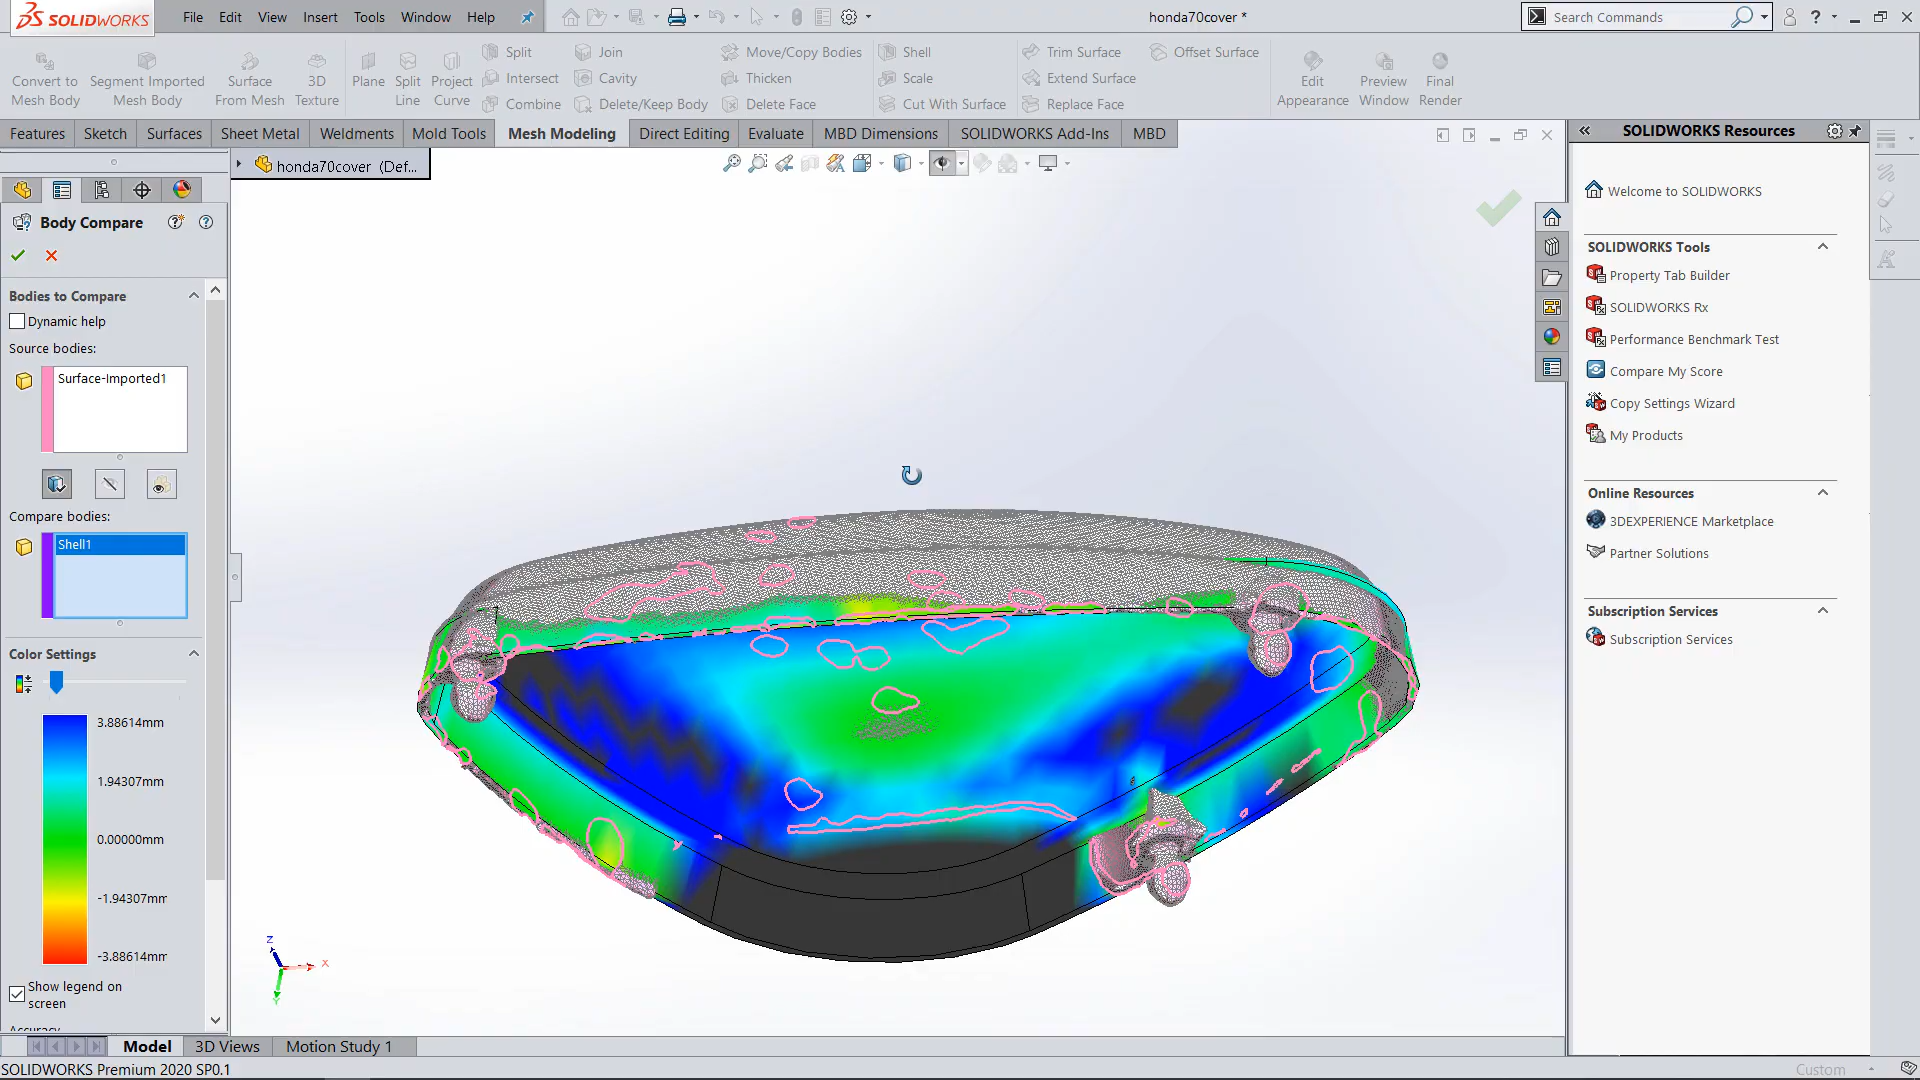 SOLIDWORKS
File Edit View Insert Tools Window Help
honda70cover *
Search Commands
Convert to Mesh Body
Segment Imported Mesh Body
Surface From Mesh
3D Texture
Plane
Split Line
Project Curve
Split
Intersect
Combine
Join
Cavity
Delete/Keep Body
Move/Copy Bodies
Thicken
Delete Face
Shell
Scale
Cut With Surface
Trim Surface
Extend Surface
Replace Face
Offset Surface
Edit Appearance
Preview Window
Final Render
Features Sketch Surfaces Sheet Metal Weldments Mold Tools Mesh Modeling Direct Editing Evaluate MBD Dimensions SOLIDWORKS Add-Ins MBD
honda70cover (Def...
Body Compare
Bodies to Compare
Dynamic help
Source bodies:
Surface-Imported1
Compare bodies:
Shell1
Color Settings
3.88614mm
1.94307mm
0.00000mm
-1.94307mm
-3.88614mm
Show legend on
screen
Accuracy
Z
X
Y
SOLIDWORKS Resources
Welcome to SOLIDWORKS
SOLIDWORKS Tools
Property Tab Builder
SOLIDWORKS Rx
Performance Benchmark Test
Compare My Score
Copy Settings Wizard
My Products
Online Resources
3DEXPERIENCE Marketplace
Partner Solutions
Subscription Services
Subscription Services
Model 3D Views Motion Study 1
SOLIDWORKS Premium 2020 SP0.1
Custom